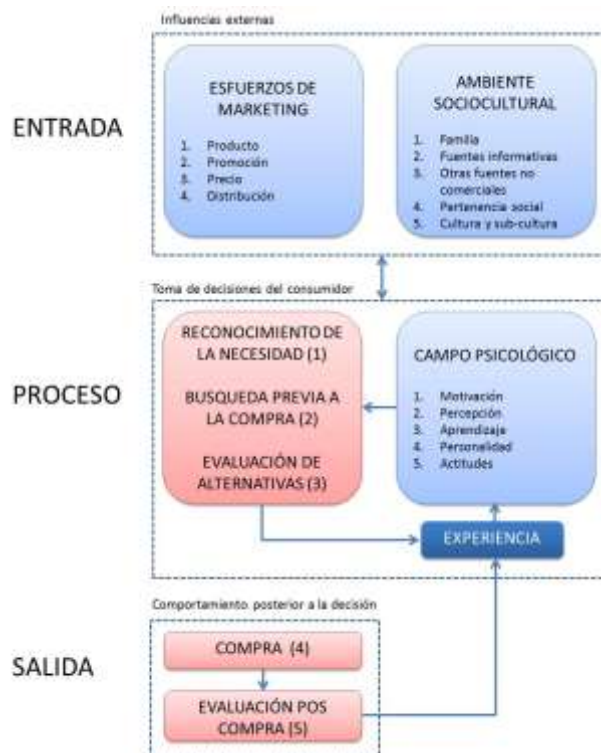 Influencias externas
ENTRADA
ESFUERZOS DE
MARKETING
1. Producto
2. Promoción
3. Precio
4. Distribución
AMBIENTE
SOCIOCULTURAL
1. Familia
2. Fuentes informativas
3. Otras fuentes no
comerciales
4. Pertenencia social
5. Cultura y sub-cultura
Toma de decisiones del consumidor
PROCESO
RECONOCIMIENTO DE
LA NECESIDAD (1)
BUSQUEDA PREVIA A
LA COMPRA (2)
EVALUACIÓN DE
ALTERNATIVAS (3)
CAMPO PSICOLÓGICO
1. Motivación
2. Percepción
3. Aprendizaje
4. Personalidad
5. Actitudes
EXPERIENCIA
Comportamiento posterior a la decisión
SALIDA
COMPRA (4)
EVALUACIÓN POS
COMPRA (5)